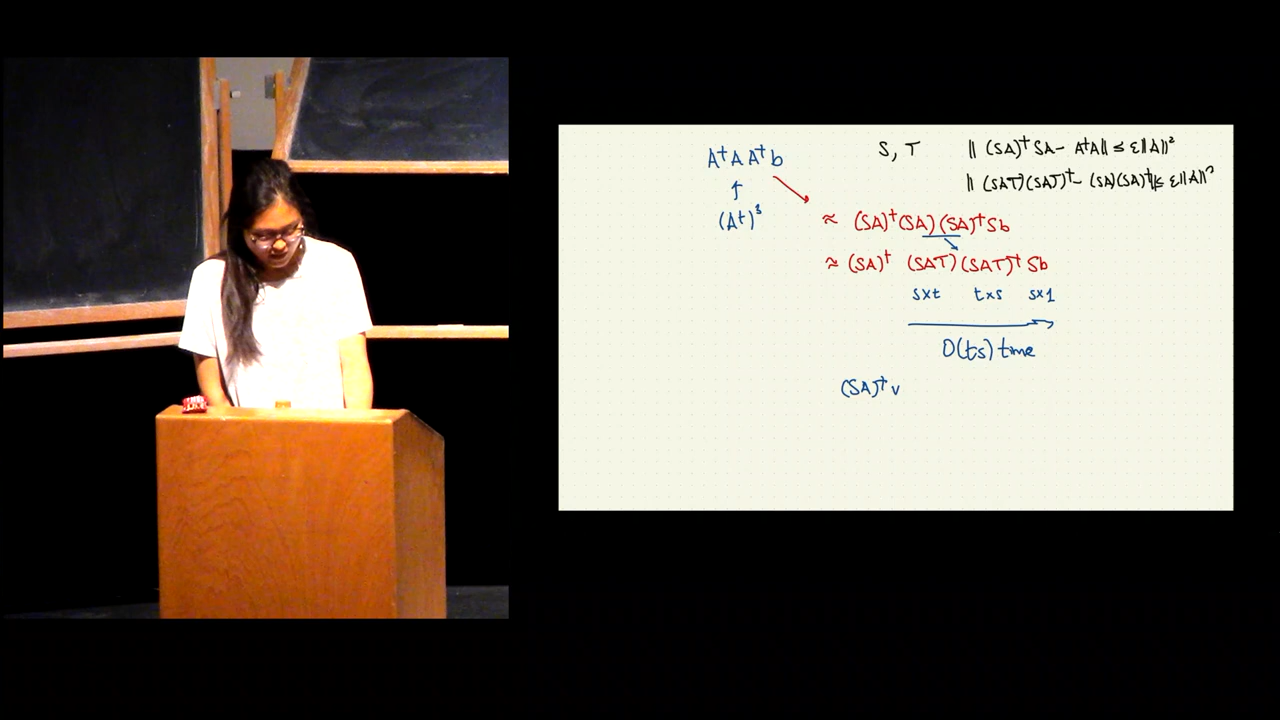 A†A A†b
S, T
‖ (SA)†SA - A†A‖ ≤ ε‖A‖²
↑
‖ (SAT)(SAT)† - (SA)(SA)†‖ ≤ ε‖A‖²
(A†)³
≈ (SA)†(SA)(SA)†Sb
≈ (SA)† (SAT)(SAT)† Sb
s×t t×s s×1
O(ts) time
(SA)† v